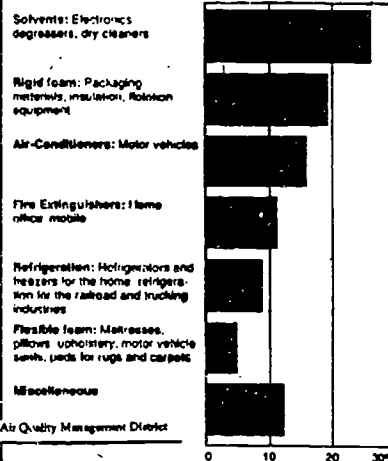 Solvents: Electronics
degreasers, dry cleaners
Rigid foam: Packaging
materials, insulation, flotation
equipment
Air-Conditioners: Motor vehicles
Fire Extinguishers: Home
office, mobile
Refrigeration: Refrigerators and
freezers for the home, refrigera-
tion for the railroad and trucking
industries
Flexible foam: Mattresses,
pillows, upholstery, motor vehicle
seats, pads for rugs and carpets
Miscellaneous
Air Quality Management District
0 10 20 30%